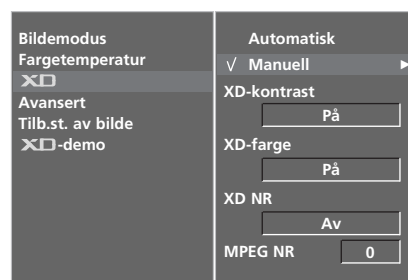 Bildemodus
Fargetemperatur
XD
Avansert
Tilb.st. av bilde
XD-demo
Automatisk
√ Manuell ►
XD-kontrast
På
XD-farge
På
XD NR
Av
MPEG NR 0